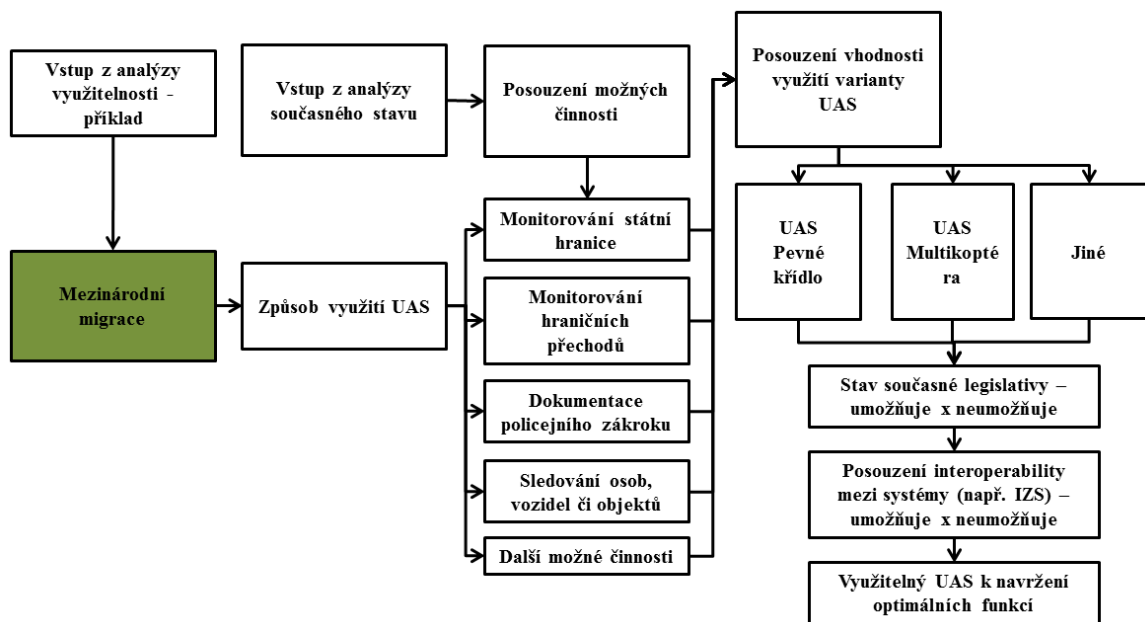 Vstup z analýzy
využitelnosti -
příklad
Vstup z analýzy
současného stavu
Posouzení možných
činnosti
Posouzení vhodnosti
využití varianty
UAS
Mezinárodní
migrace
Způsob využití UAS
Monitorování státní
hranice
Monitorování
hraničních
přechodů
Dokumentace
policejního zákroku
Sledování osob,
vozidel či objektů
Další možné činnosti
UAS
Pevné
křídlo
UAS
Multikopté
ra
Jiné
Stav současné legislativy –
umožňuje x neumožňuje
Posouzení interoperability
mezi systémy (např. IZS) –
umožňuje x neumožňuje
Využitelný UAS k navržení
optimálních funkcí